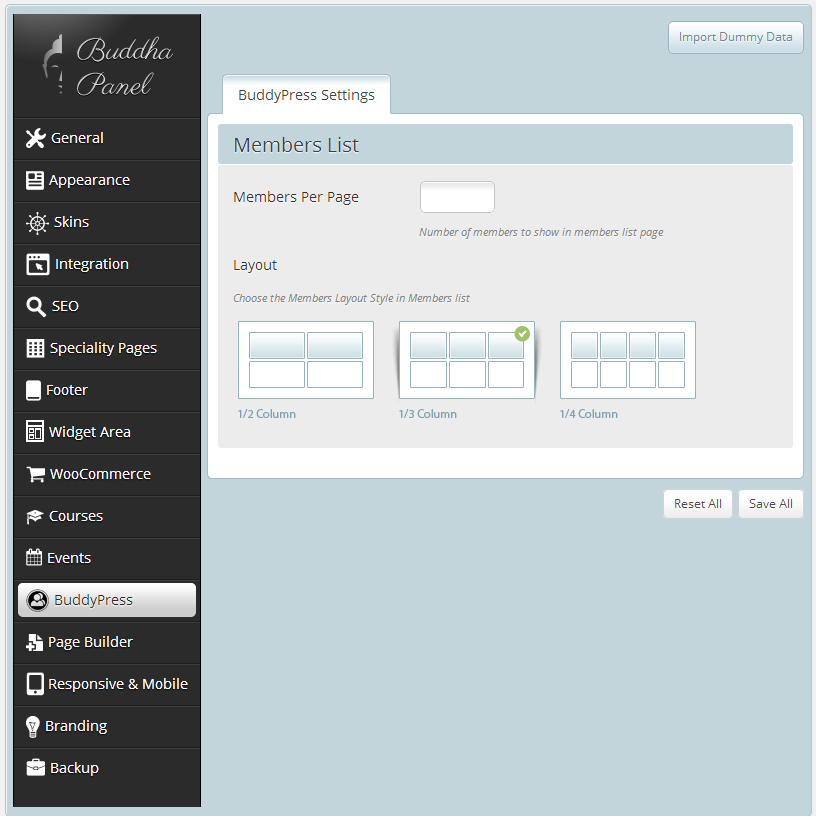 Buddha
Panel
Import Dummy Data
General
Appearance
Skins
Integration
SEO
Speciality Pages
Footer
Widget Area
WooCommerce
Courses
Events
BuddyPress
Page Builder
Responsive & Mobile
Branding
Backup
BuddyPress Settings
Members List
Members Per Page
Number of members to show in members list page
Layout
Choose the Members Layout Style in Members list
1/2 Column
1/3 Column
1/4 Column
Reset All
Save All